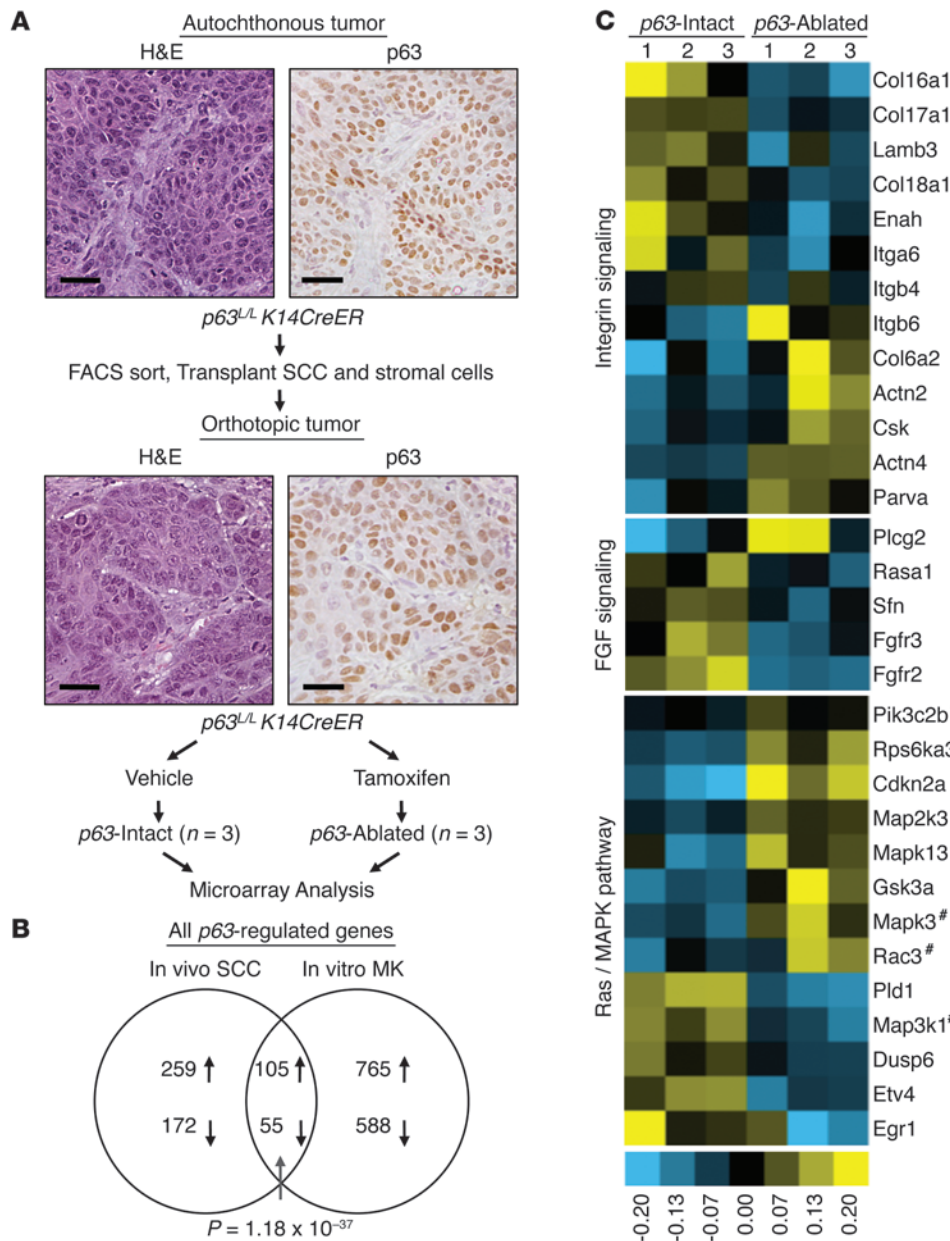 A
Autochthonous tumor
H&E p63
p63L/L K14CreER
FACS sort, Transplant SCC and stromal cells
Orthotopic tumor
H&E p63
p63L/L K14CreER
Vehicle Tamoxifen
p63-Intact (n = 3) p63-Ablated (n = 3)
Microarray Analysis
B
All p63-regulated genes
In vivo SCC In vitro MK
259 105 765
172 55 588
P = 1.18 x 10–37
C
p63-Intact p63-Ablated
1 2 3 1 2 3
Integrin signaling
Col16a1
Col17a1
Lamb3
Col18a1
Enah
Itga6
Itgb4
Itgb6
Col6a2
Actn2
Csk
Actn4
Parva
FGF signaling
Plcg2
Rasa1
Sfn
Fgfr3
Fgfr2
Ras / MAPK pathway
Pik3c2b
Rps6ka3
Cdkn2a
Map2k3
Mapk13
Gsk3a
Mapk3#
Rac3#
Pld1
Map3k1#
Dusp6
Etv4
Egr1
-0.20 -0.13 -0.07 0.00 0.07 0.13 0.20